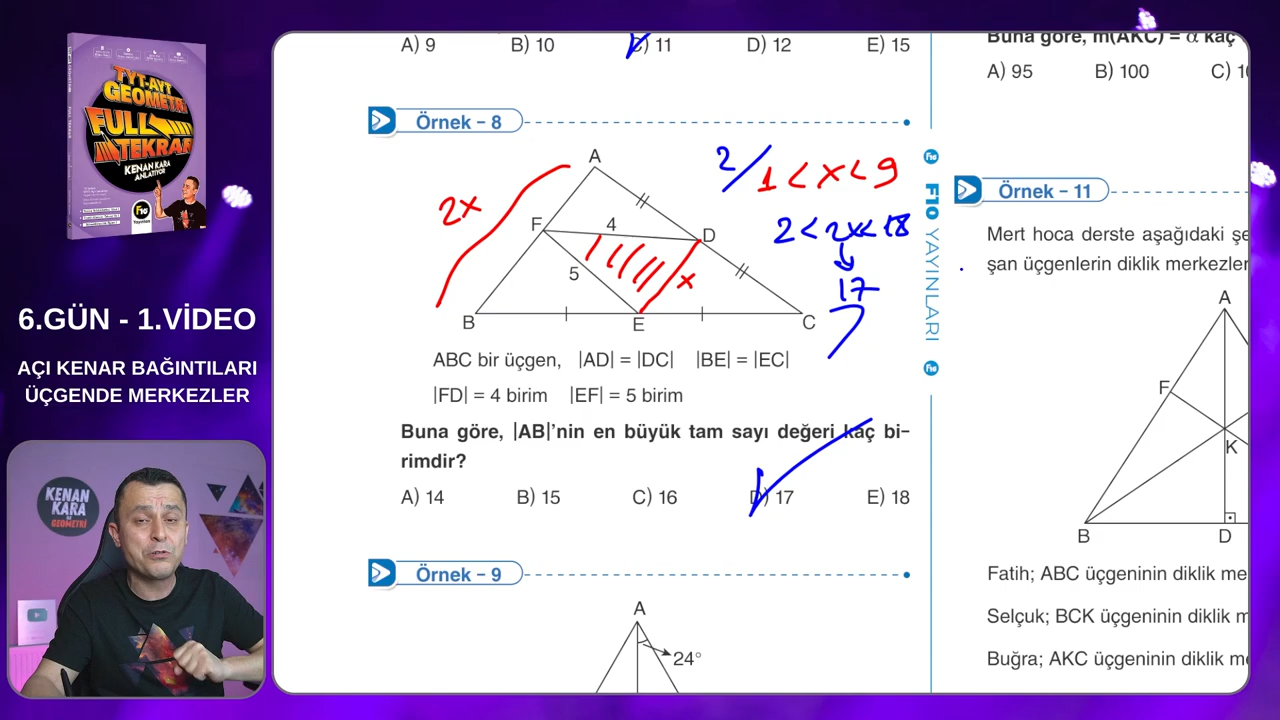 TYT-AYT
GEOMETRİ
FULL
TEKRAR
KENAN KARA
ANLATIYOR
F10
Yayınları
6.GÜN - 1.VİDEO
AÇI KENAR BAĞINTILARI
ÜÇGENDE MERKEZLER
KENAN
KARA
GEOMETRİ
A) 9 B) 10 C) 11 D) 12 E) 15
Örnek - 8
A
F
4
D
5
B
E
C
2x
x
2/ 1 < x < 9
2 < 2x < 18
17
ABC bir üçgen, |AD| = |DC| |BE| = |EC|
|FD| = 4 birim |EF| = 5 birim
Buna göre, |AB|'nin en büyük tam sayı değeri kaç bi-
rimdir?
A) 14 B) 15 C) 16 D) 17 E) 18
Örnek - 9
A
24°
F10 YAYINLARI
Buna göre, m(AKC) = α kaç
A) 95 B) 100 C)
Örnek - 11
Mert hoca derste aşağıdaki
şan üçgenlerin diklik merkezler
A
F
K
B
D
Fatih; ABC üçgeninin diklik me
Selçuk; BCK üçgeninin diklik m
Buğra; AKC üçgeninin diklik me